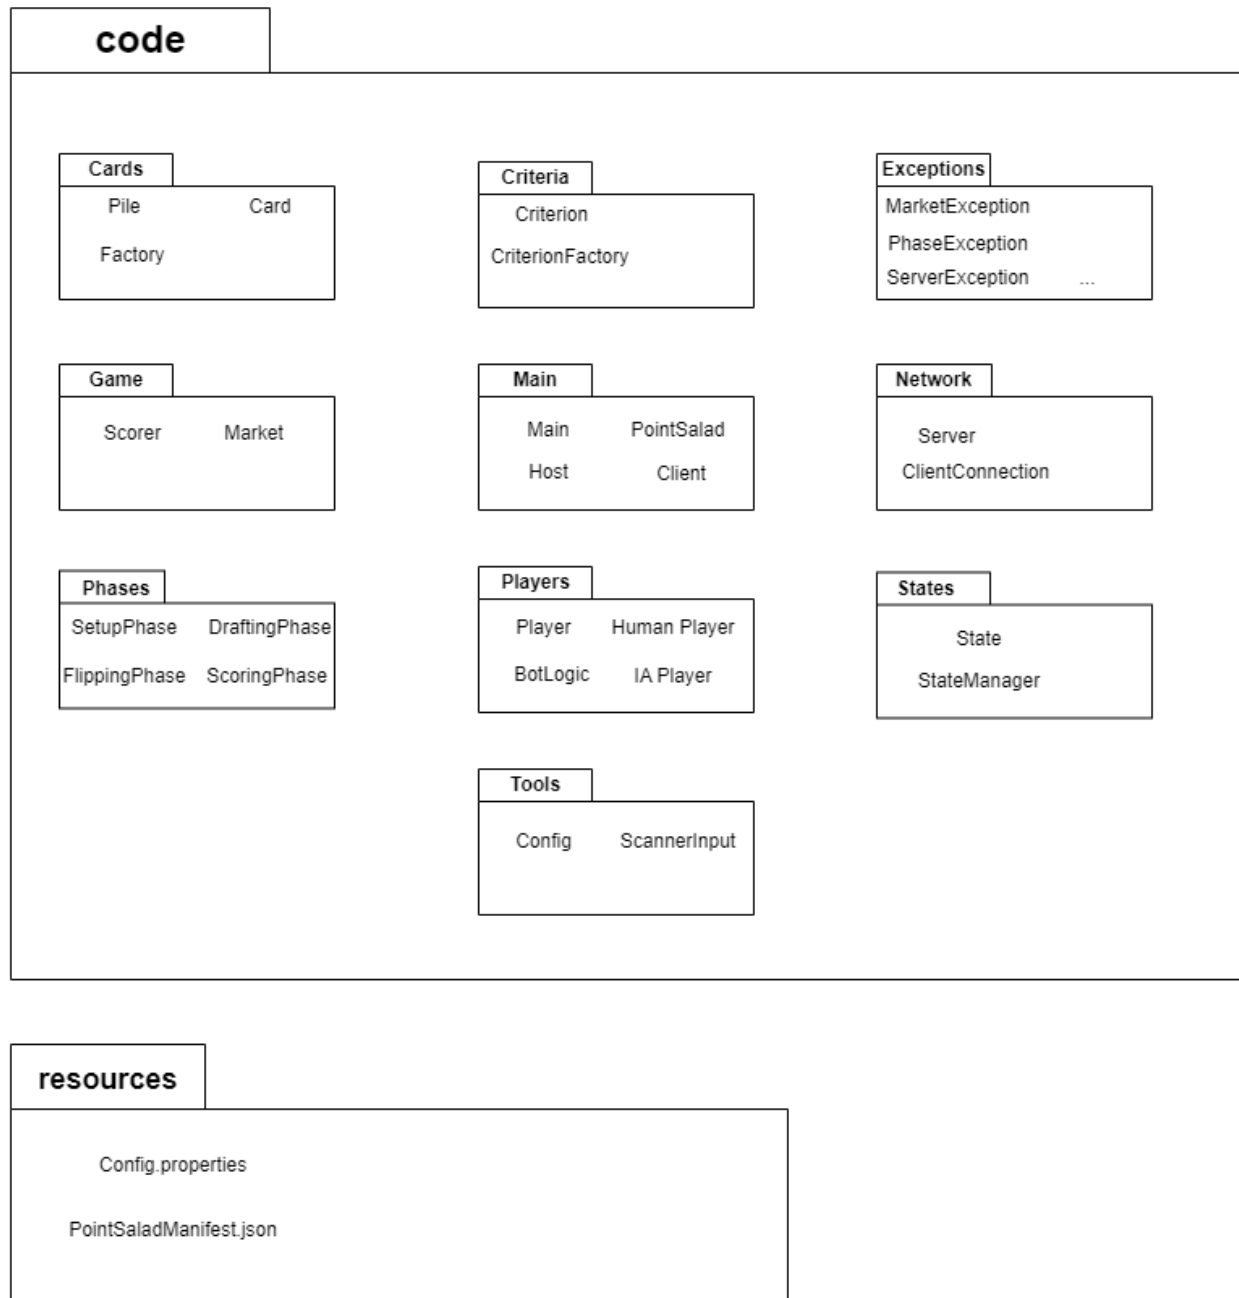 code
Cards
Pile Card
Factory
Criteria
Criterion
CriterionFactory
Exceptions
MarketException
PhaseException
ServerException ...
Game
Scorer Market
Main
Main PointSalad
Host Client
Network
Server
ClientConnection
Phases
SetupPhase DraftingPhase
FlippingPhase ScoringPhase
Players
Player Human Player
BotLogic IA Player
States
State
StateManager
Tools
Config ScannerInput
resources
Config.properties
PointSaladManifest.json